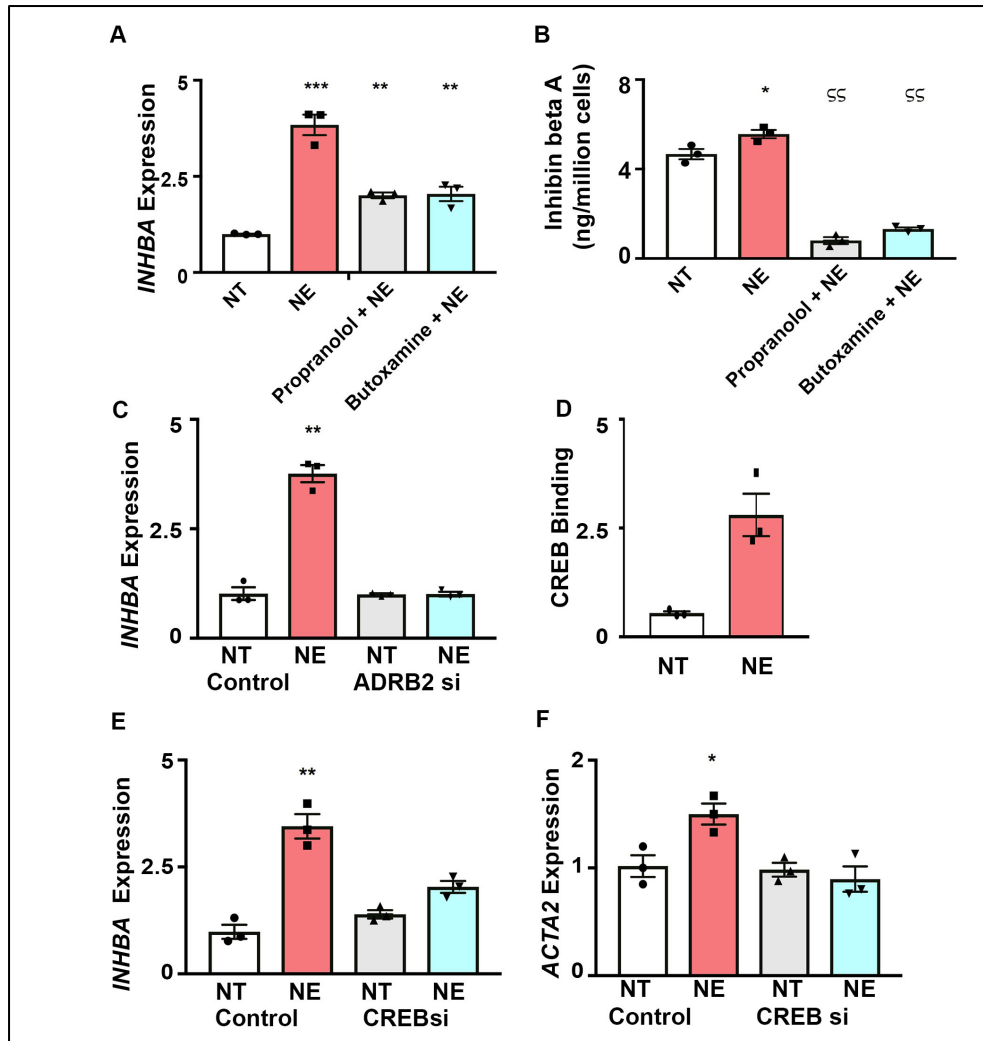 A
INHBA Expression
5
2.5
0
***
**
**
NT
NE
Propranolol + NE
Butoxamine + NE
B
Inhibin beta A
(ng/million cells)
8
4
0
*
ςς
ςς
NT
NE
Propranolol + NE
Butoxamine + NE
C
INHBA Expression
5
2.5
0
**
NT NE NT NE
Control ADRB2 si
D
CREB Binding
5
2.5
0
NT NE
E
INHBA Expression
5
2.5
0
**
NT NE NT NE
Control CREBsi
F
ACTA2 Expression
2
1
0
*
NT NE NT NE
Control CREB si